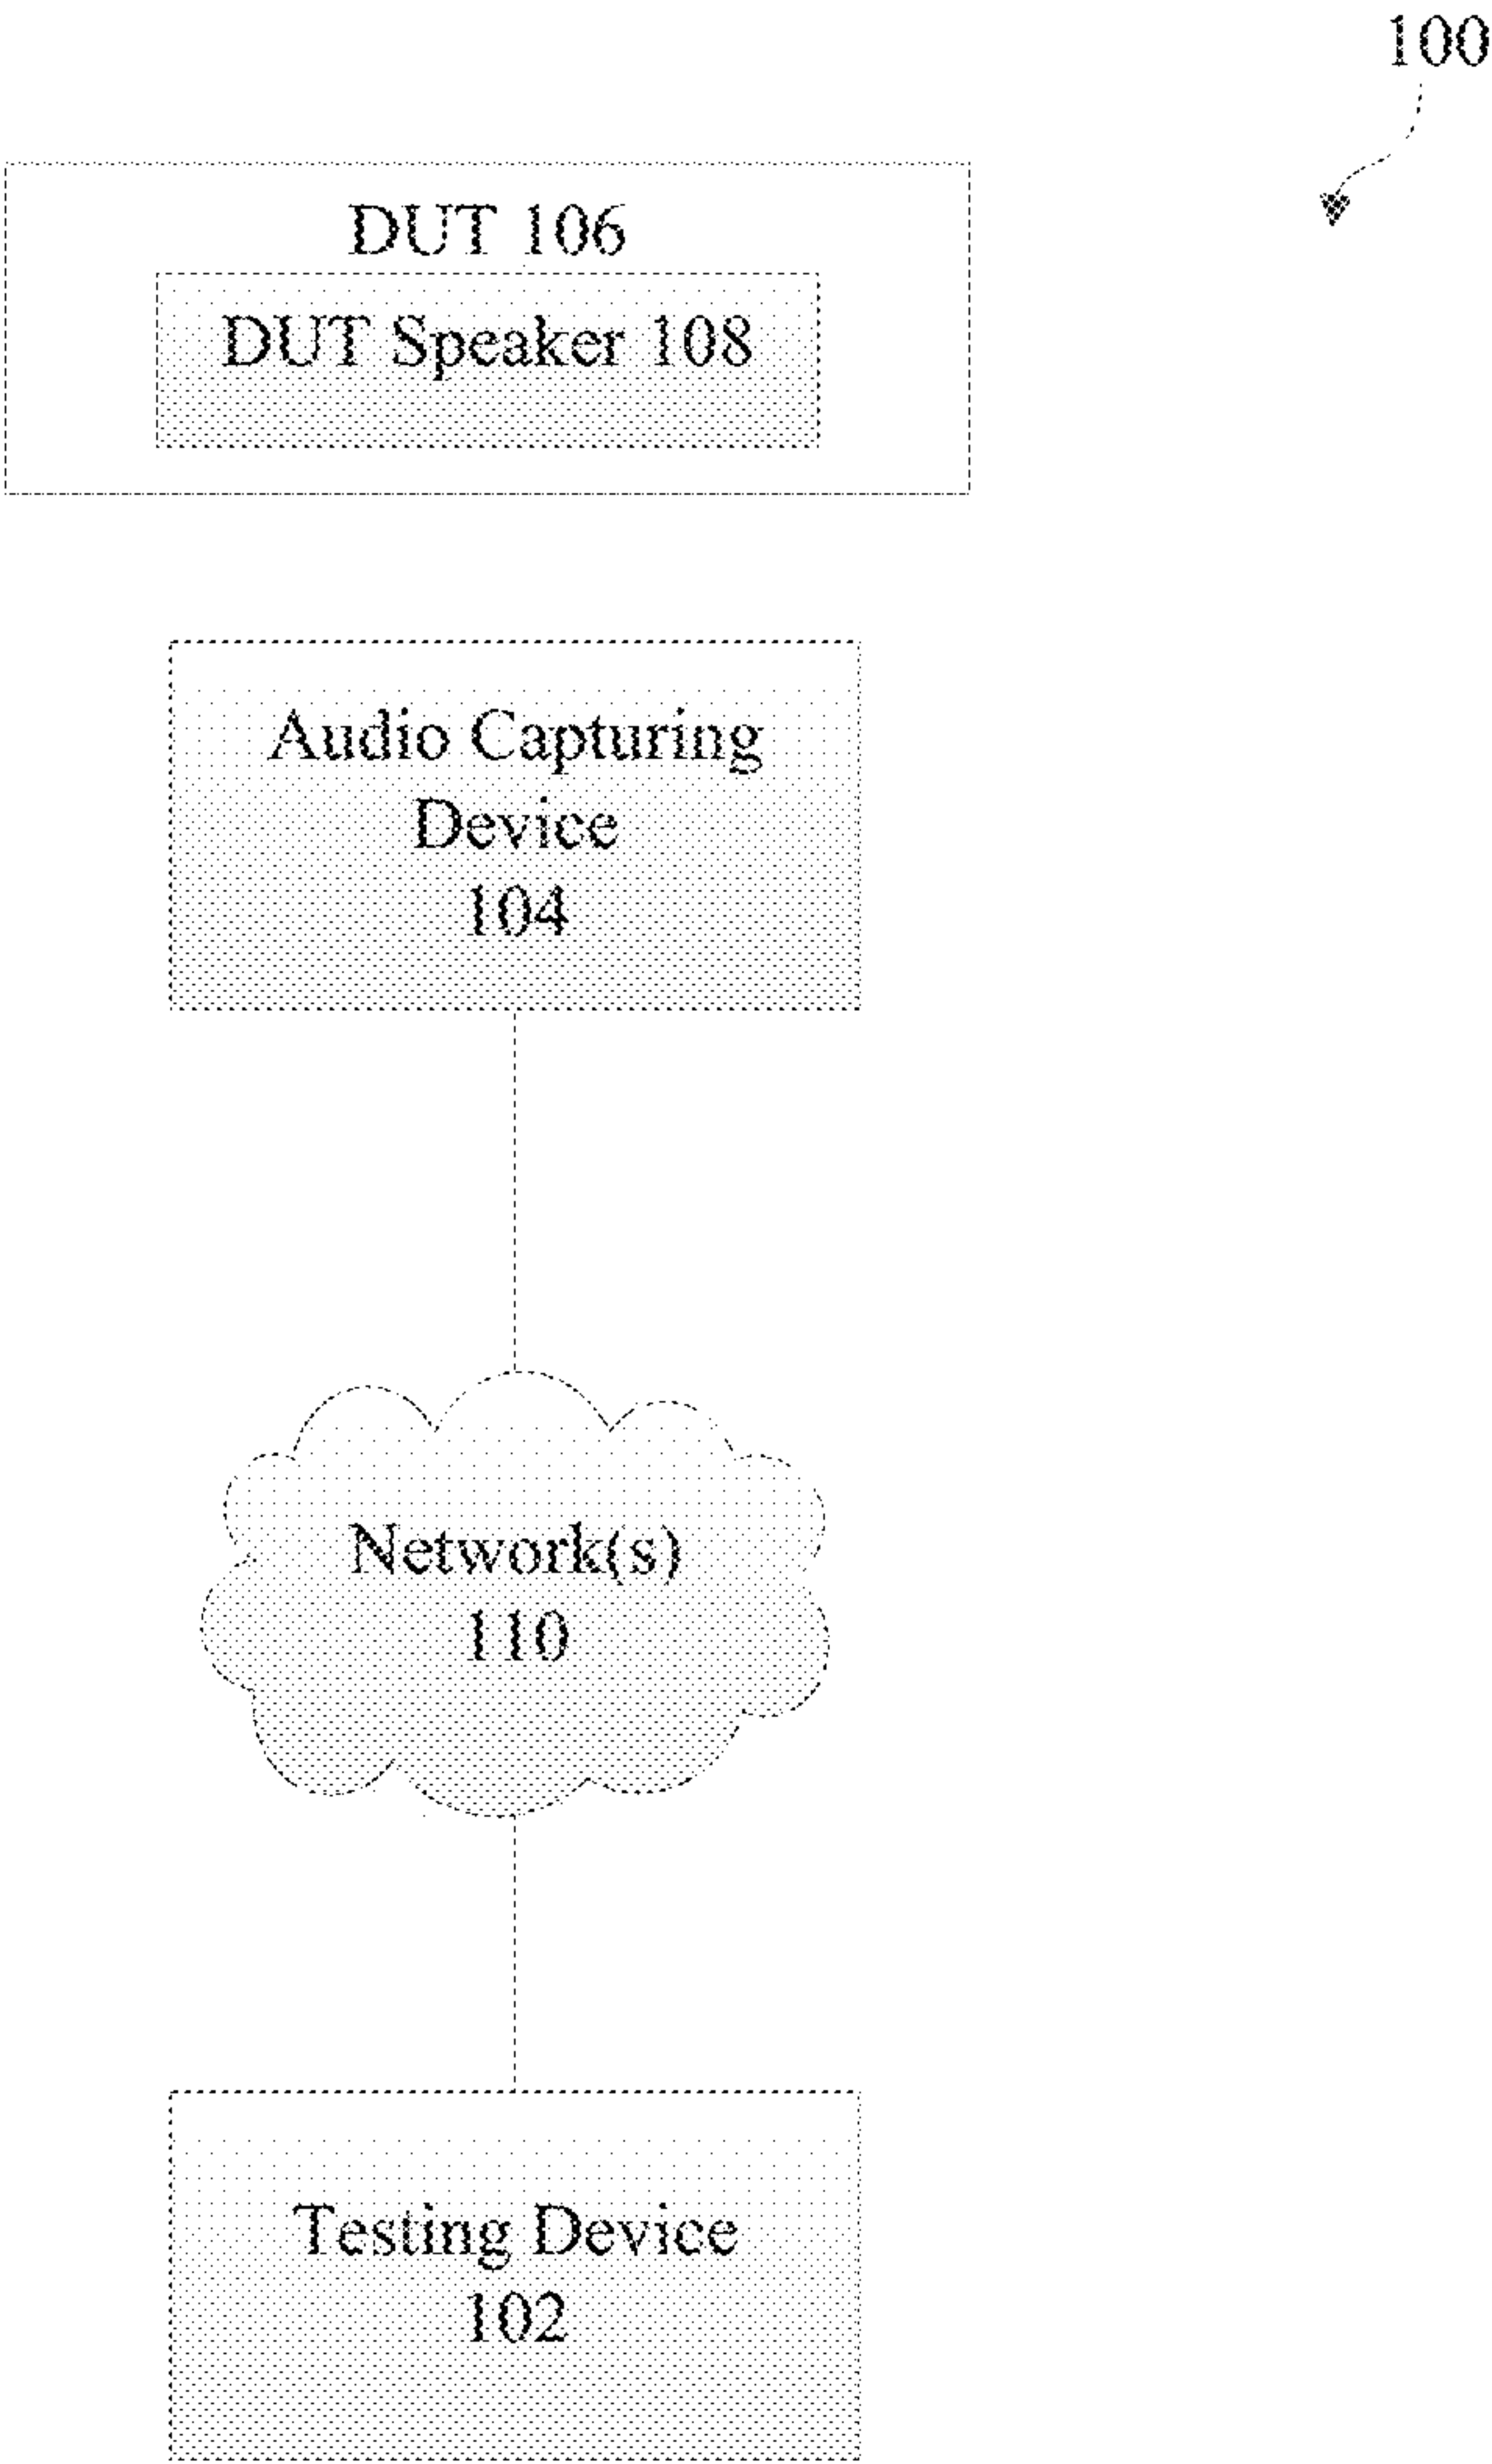 100
DUT 106
DUT Speaker 108
Audio Capturing
Device
104
Network(s)
110
Testing Device
102